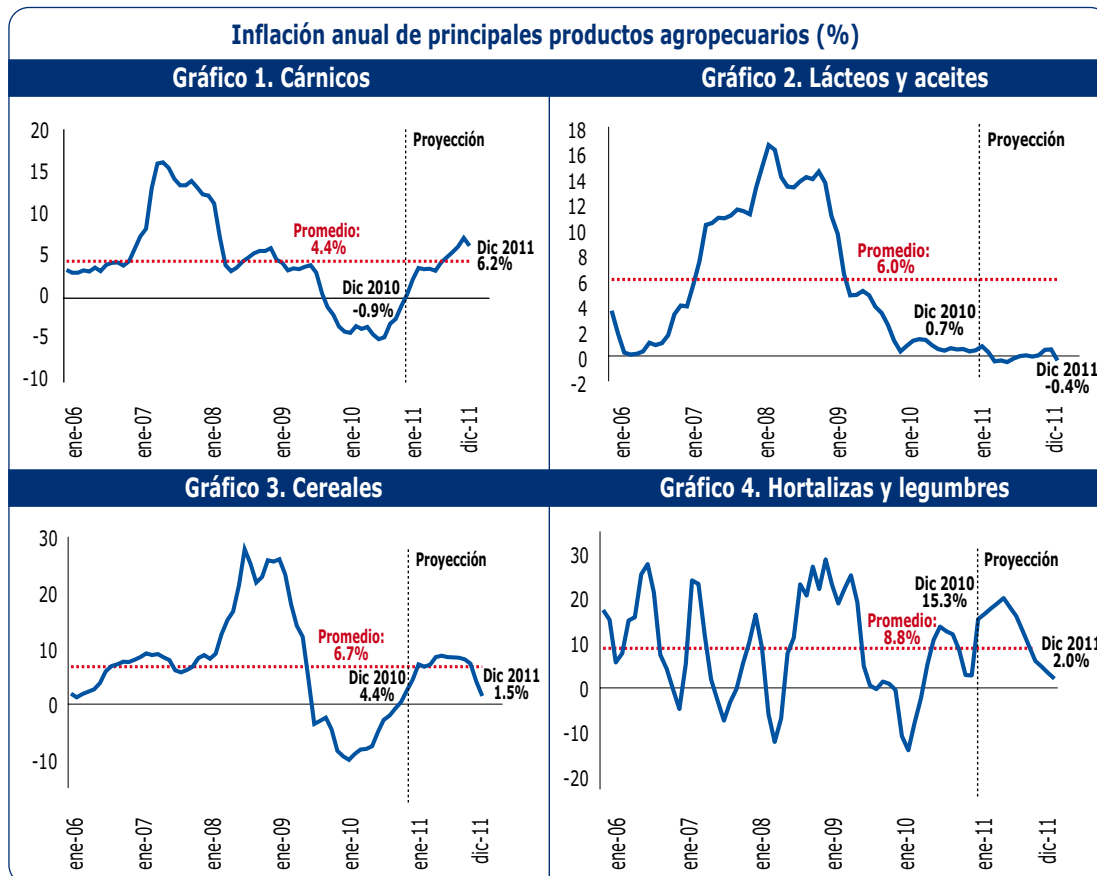 Inflación anual de principales productos agropecuarios (%)
Gráfico 1. Cárnicos
20
15
10
5
0
-5
-10
Proyección
Promedio:
4.4%
Dic 2010
-0.9%
Dic 2011
6.2%
ene-06
ene-07
ene-08
ene-09
ene-10
ene-11
dic-11
Gráfico 2. Lácteos y aceites
18
16
14
12
10
8
6
4
2
0
-2
Proyección
Promedio:
6.0%
Dic 2010
0.7%
Dic 2011
-0.4%
ene-06
ene-07
ene-08
ene-09
ene-10
ene-11
dic-11
Gráfico 3. Cereales
30
20
10
0
-10
Proyección
Promedio:
6.7%
Dic 2010
4.4%
Dic 2011
1.5%
ene-06
ene-07
ene-08
ene-09
ene-10
ene-11
dic-11
Gráfico 4. Hortalizas y legumbres
30
20
10
0
-10
-20
Proyección
Dic 2010
15.3%
Promedio:
8.8%
Dic 2011
2.0%
ene-06
ene-07
ene-08
ene-09
ene-10
ene-11
dic-11